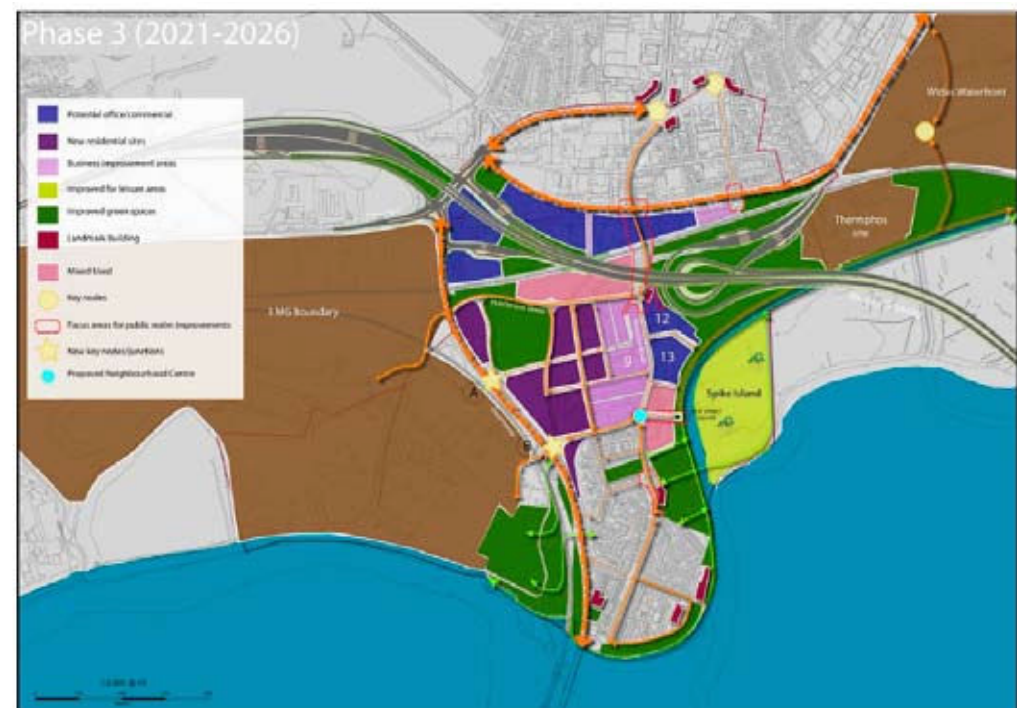 Phase 3 (2021-2026)
Potential office/commercial
New residential sites
Business improvement areas
Improved for leisure areas
Improved green spaces
Landmark Building
Mixed Used
Key nodes
Focus areas for public realm improvements
New key nodes/junctions
Proposed Neighbourhood Centre
Widnes Waterfront
Thermphos
site
3 MG Boundary
12
9
13
Spike Island
A
B